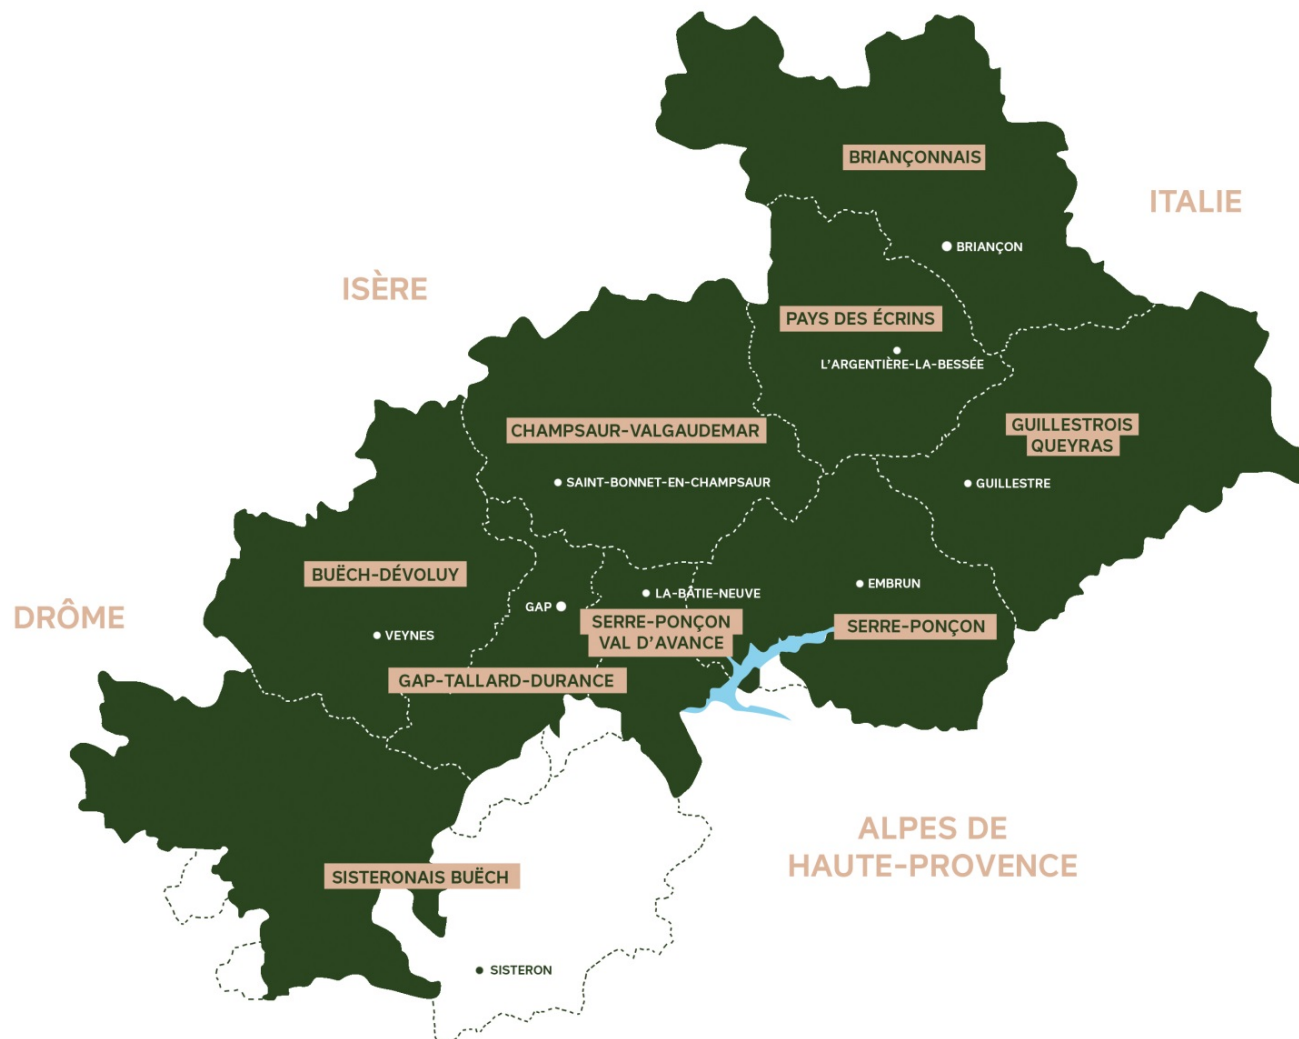 BRIANÇONNAIS
ITALIE
BRIANÇON
ISÈRE
PAYS DES ÉCRINS
L'ARGENTIÈRE-LA-BESSÉE
CHAMPSAUR-VALGAUDEMAR
GUILLESTROIS
QUEYRAS
SAINT-BONNET-EN-CHAMPSAUR
GUILLESTRE
BUËCH-DÉVOLUY
EMBRUN
LA-BÂTIE-NEUVE
GAP
DRÔME
SERRE-PONÇON
VAL D'AVANCE
SERRE-PONÇON
VEYNES
GAP-TALLARD-DURANCE
ALPES DE
HAUTE-PROVENCE
SISTERONAIS BUËCH
SISTERON